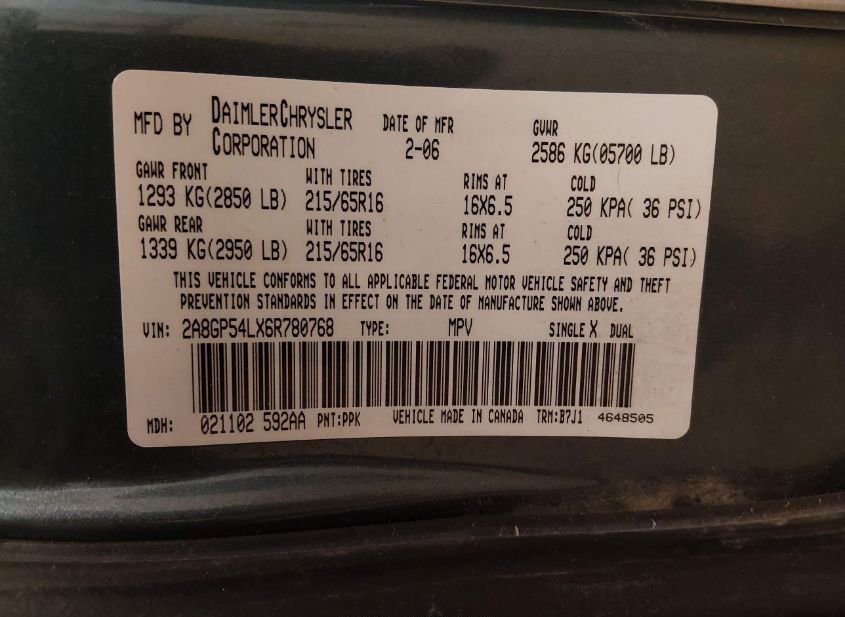 MFD BY DAIMLERCHRYSLER CORPORATION DATE OF MFR 2-06 GVWR 2586 KG(05700 LB)
GAWR FRONT WITH TIRES RIMS AT COLD
1293 KG(2850 LB) 215/65R16 16X6.5 250 KPA( 36 PSI)
GAWR REAR WITH TIRES RIMS AT COLD
1339 KG(2950 LB) 215/65R16 16X6.5 250 KPA( 36 PSI)
THIS VEHICLE CONFORMS TO ALL APPLICABLE FEDERAL MOTOR VEHICLE SAFETY AND THEFT
PREVENTION STANDARDS IN EFFECT ON THE DATE OF MANUFACTURE SHOWN ABOVE.
VIN: 2A8GP54LX6R780768 TYPE: MPV SINGLE X DUAL
MDH: 021102 592AA PNT:PPK VEHICLE MADE IN CANADA TRM:B7J1 4648505